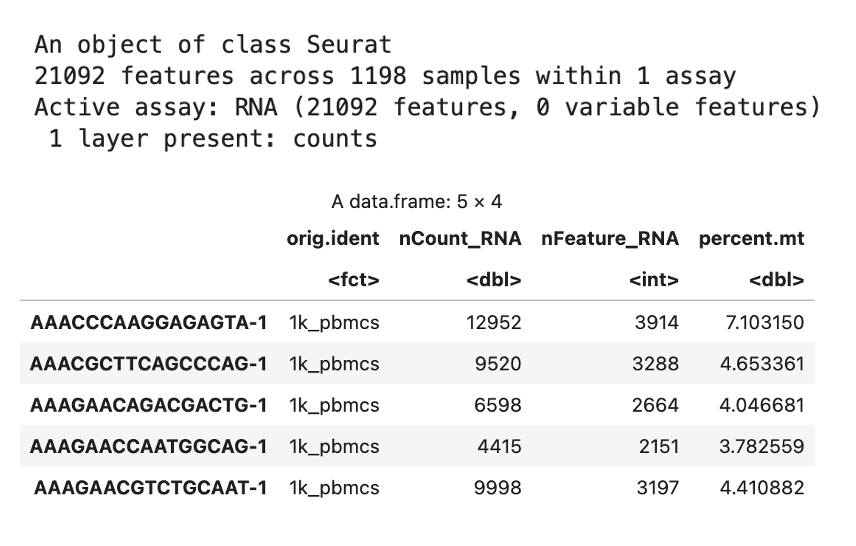 An object of class Seurat
21092 features across 1198 samples within 1 assay
Active assay: RNA (21092 features, 0 variable features)
1 layer present: counts
A data.frame: 5 × 4
orig.ident nCount_RNA nFeature_RNA percent.mt
<fct> <dbl> <int> <dbl>
AAACCCAAGGAGAGTA-1 1k_pbmcs 12952 3914 7.103150
AAACGCTTCAGCCCAG-1 1k_pbmcs 9520 3288 4.653361
AAAGAACAGACGACTG-1 1k_pbmcs 6598 2664 4.046681
AAAGAACCAATGGCAG-1 1k_pbmcs 4415 2151 3.782559
AAAGAACGTCTGCAAT-1 1k_pbmcs 9998 3197 4.410882